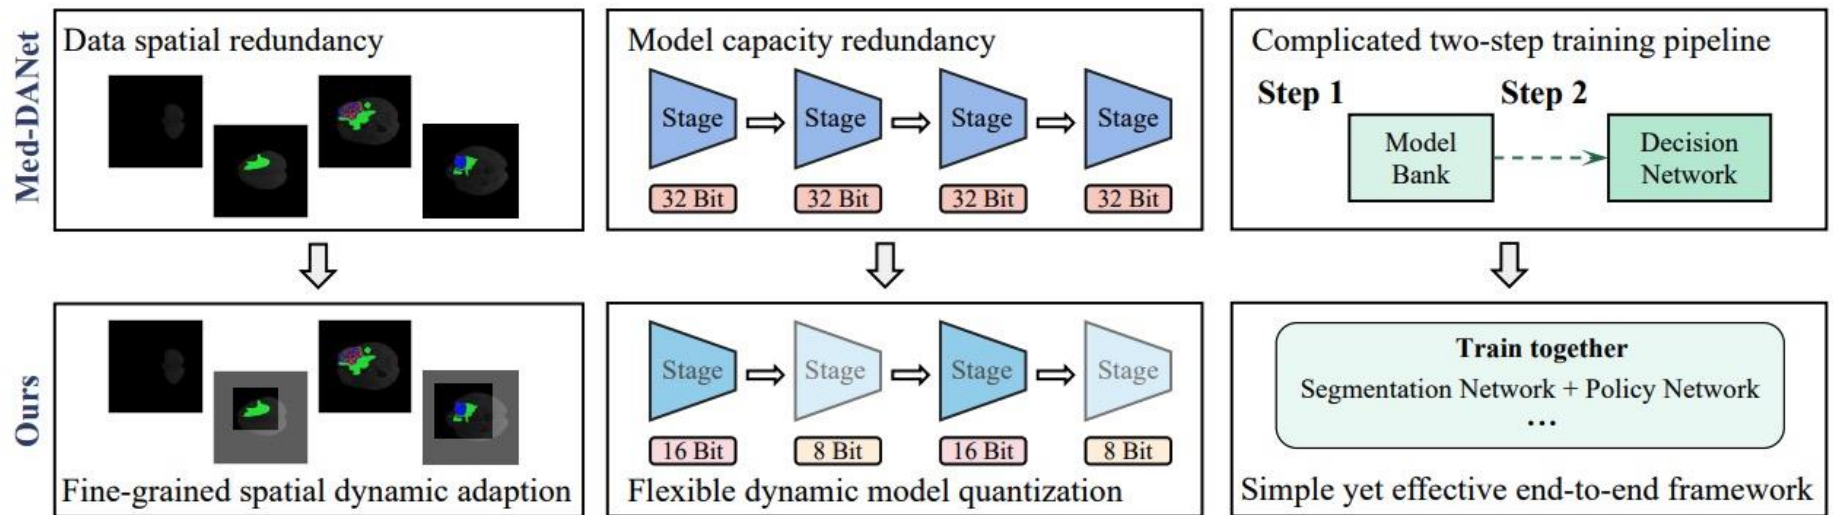 Med-DANet
Data spatial redundancy
Model capacity redundancy
Stage Stage Stage Stage
32 Bit 32 Bit 32 Bit 32 Bit
Complicated two-step training pipeline
Step 1 Step 2
Model
Bank
Decision
Network
Ours
Fine-grained spatial dynamic adaption
Stage Stage Stage Stage
16 Bit 8 Bit 16 Bit 8 Bit
Flexible dynamic model quantization
Train together
Segmentation Network + Policy Network
...
Simple yet effective end-to-end framework